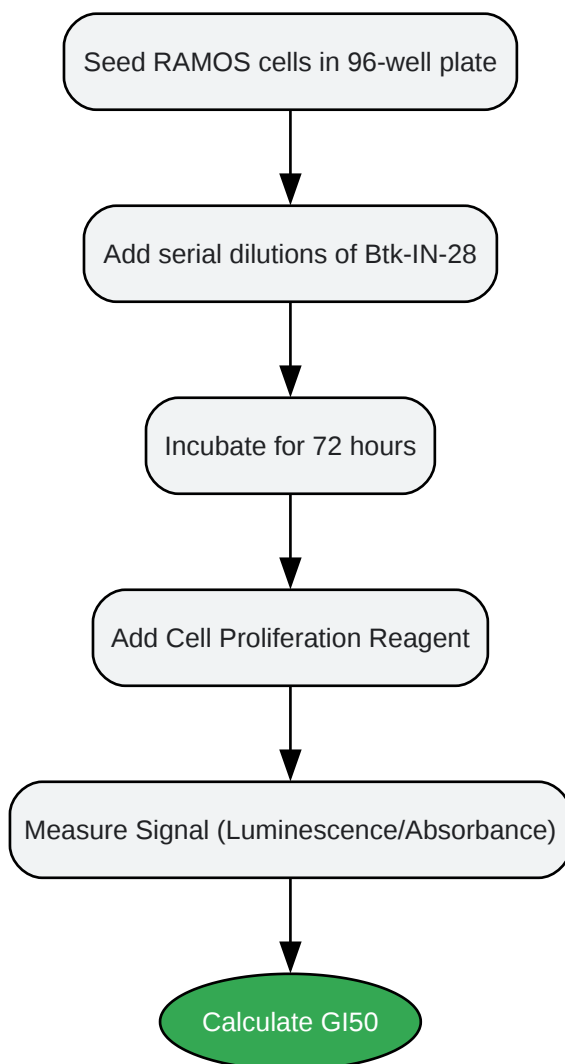 Seed RAMOS cells in 96-well plate
Add serial dilutions of Btk-IN-28
Incubate for 72 hours
Add Cell Proliferation Reagent
Measure Signal (Luminescence/Absorbance)
Calculate GI50